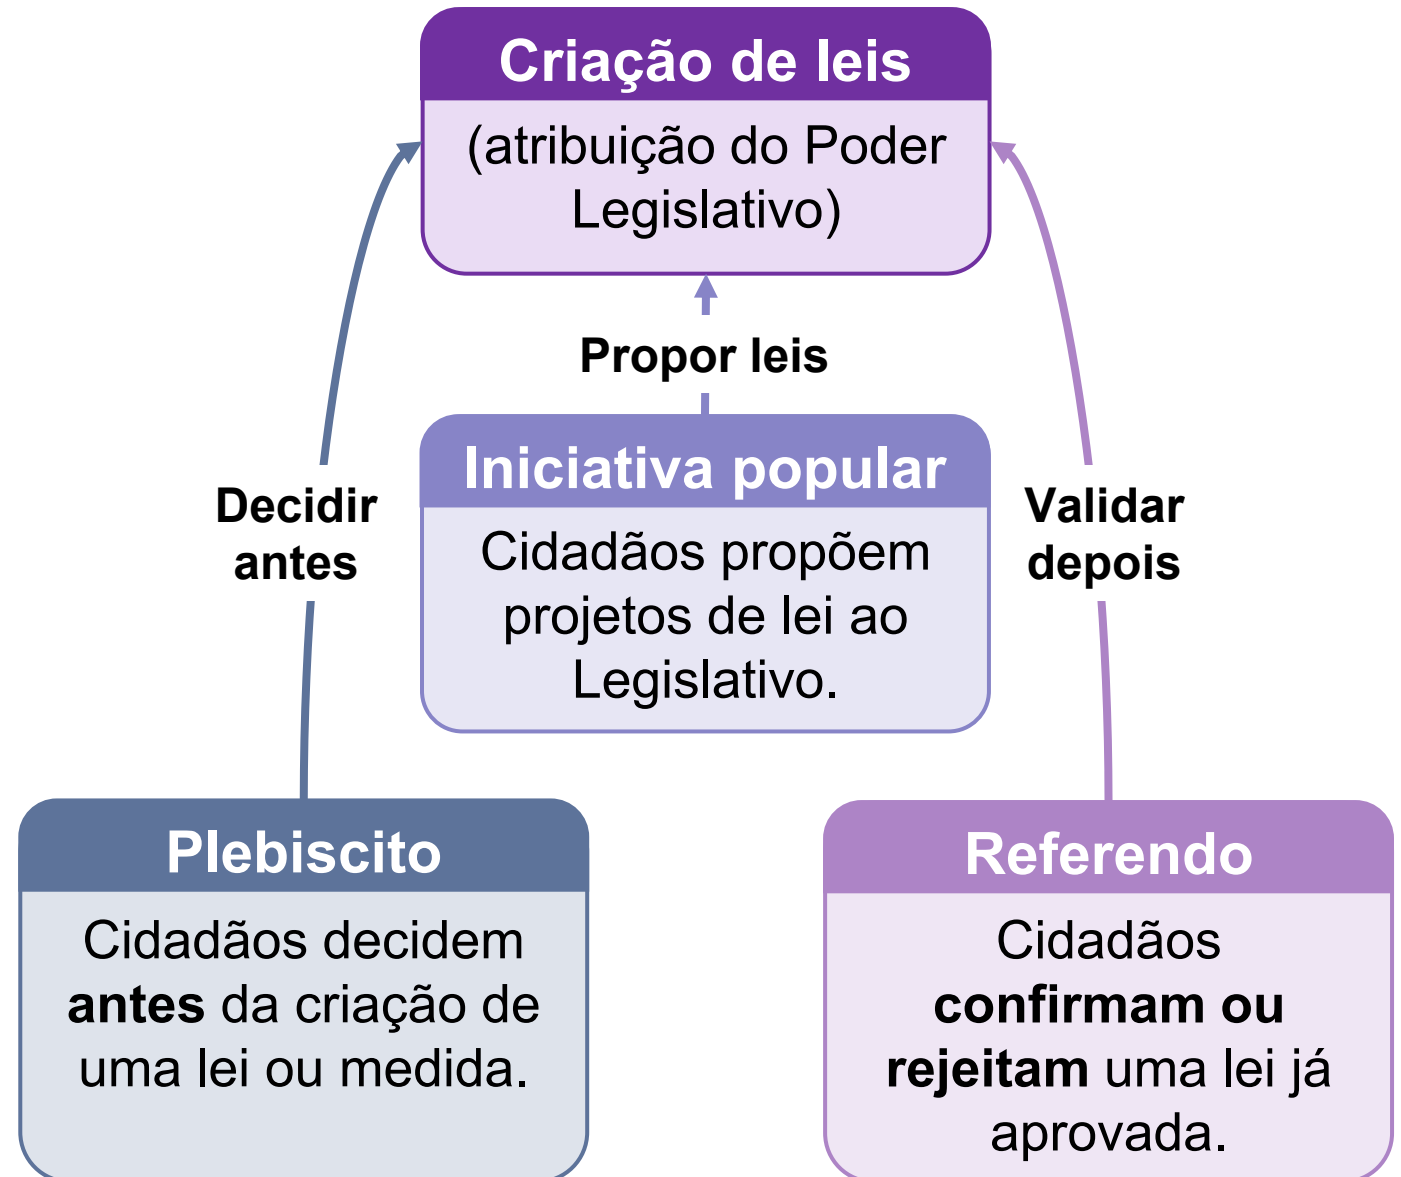 Criação de leis
(atribuição do Poder
Legislativo)
Propor leis
Iniciativa popular
Cidadãos propõem
projetos de lei ao
Legislativo.
Decidir
antes
Validar
depois
Plebiscito
Cidadãos decidem
antes da criação de
uma lei ou medida.
Referendo
Cidadãos
confirmam ou
rejeitam uma lei já
aprovada.